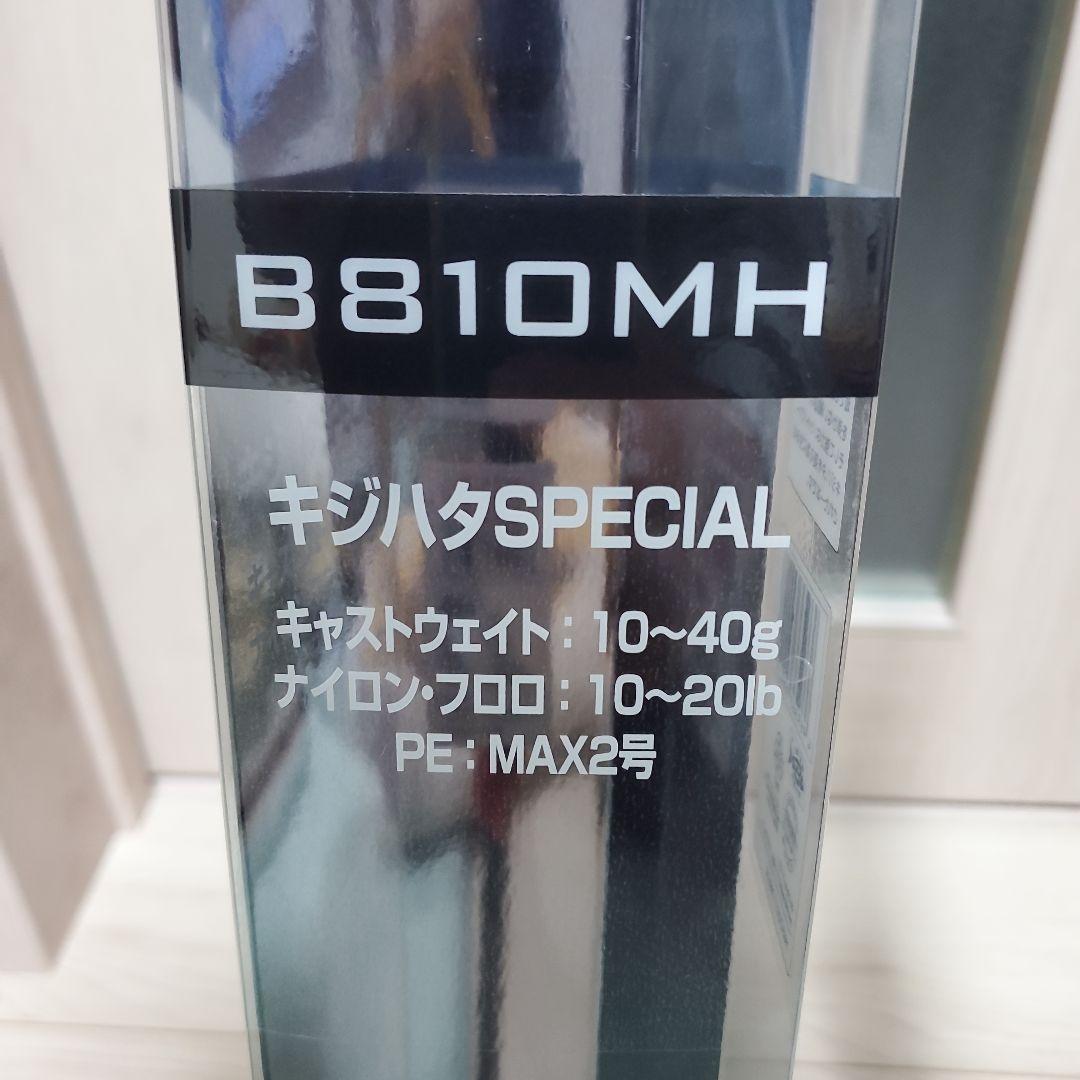 B810MH
キジハタSPECIAL
キャストウェイト：10〜40g
ナイロン・フロロ：10〜20lb
PE：MAX2号